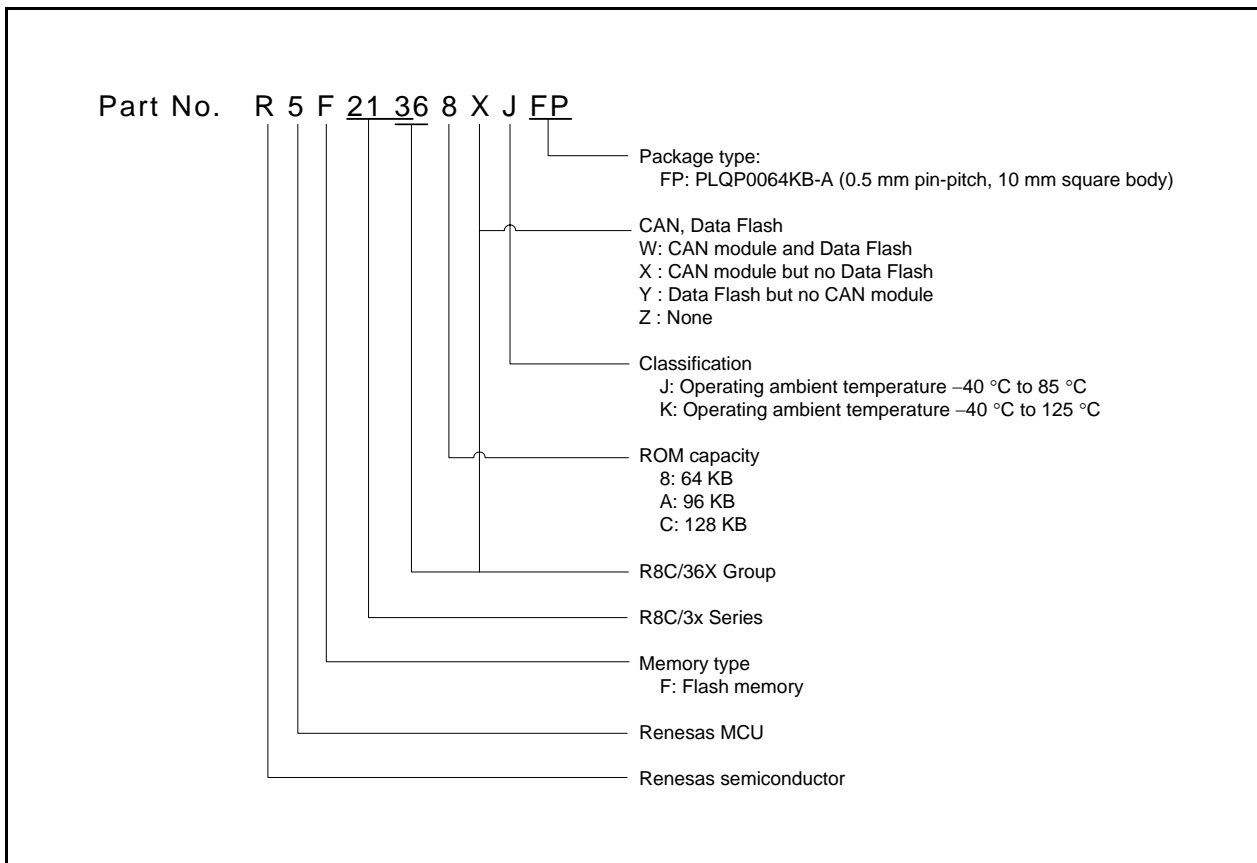 Part No. R 5 F 21 36 8 X J FP
Package type:
FP: PLQP0064KB-A (0.5 mm pin-pitch, 10 mm square body)
CAN, Data Flash
W: CAN module and Data Flash
X : CAN module but no Data Flash
Y : Data Flash but no CAN module
Z : None
Classification
J: Operating ambient temperature −40 °C to 85 °C
K: Operating ambient temperature −40 °C to 125 °C
ROM capacity
8: 64 KB
A: 96 KB
C: 128 KB
R8C/36X Group
R8C/3x Series
Memory type
F: Flash memory
Renesas MCU
Renesas semiconductor